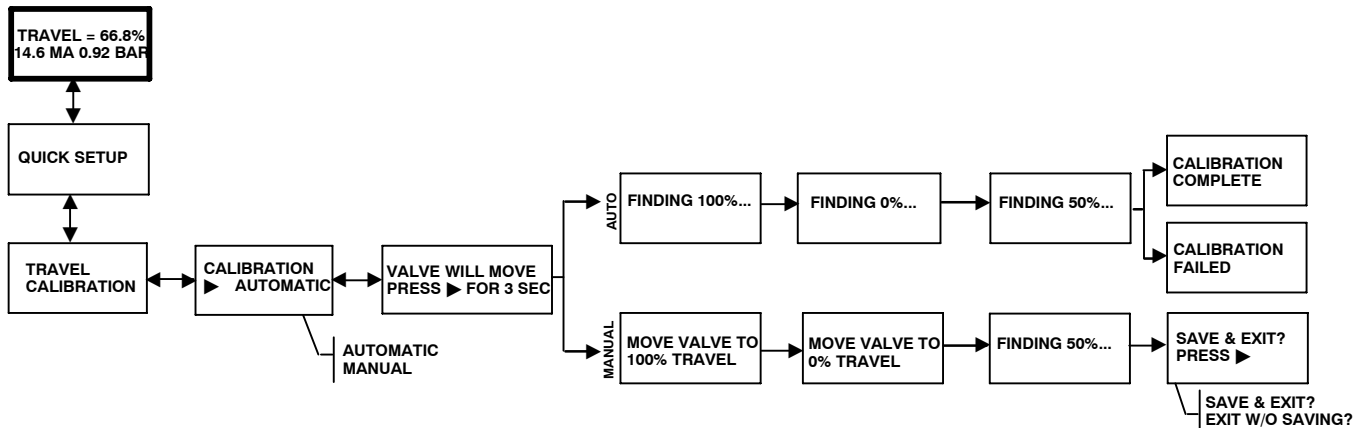 TRAVEL = 66.8%
14.6 MA 0.92 BAR
QUICK SETUP
TRAVEL
CALIBRATION
CALIBRATION
▶ AUTOMATIC
AUTOMATIC
MANUAL
VALVE WILL MOVE
PRESS ▶ FOR 3 SEC
AUTO
FINDING 100%...
FINDING 0%...
FINDING 50%...
CALIBRATION
COMPLETE
CALIBRATION
FAILED
MANUAL
MOVE VALVE TO
100% TRAVEL
MOVE VALVE TO
0% TRAVEL
FINDING 50%...
SAVE & EXIT?
PRESS ▶
SAVE & EXIT?
EXIT W/O SAVING?